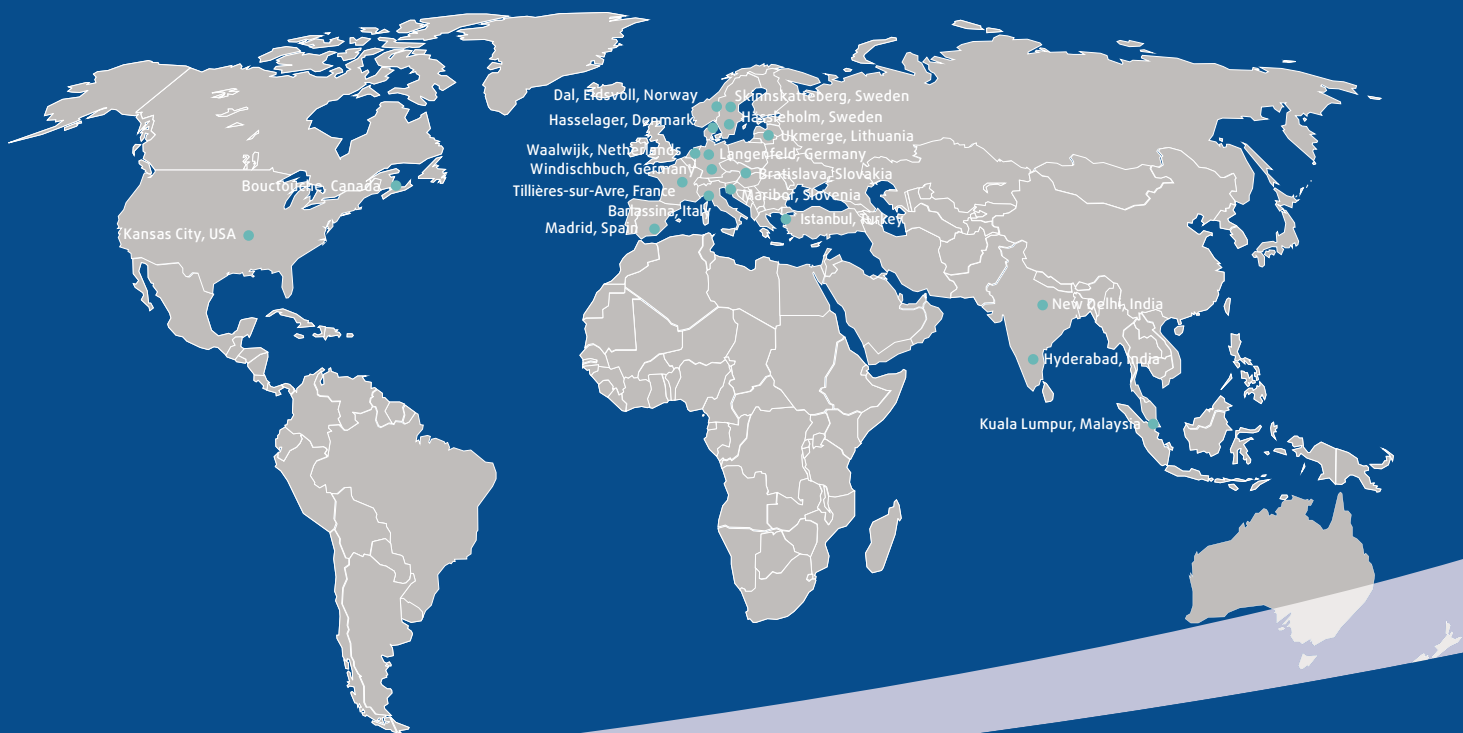 Dal, Eidsvoll, Norway
Skinnskatteberg, Sweden
Hasselager, Denmark
Hässleholm, Sweden
Ukmerge, Lithuania
Waalwijk, Netherlands
Langenfeld, Germany
Windischbuch, Germany
Bratislava, Slovakia
Bouctouche, Canada
Tillières-sur-Avre, France
Maribor, Slovenia
Barlassina, Italy
Istanbul, Turkey
Madrid, Spain
Kansas City, USA
New Delhi, India
Hyderabad, India
Kuala Lumpur, Malaysia